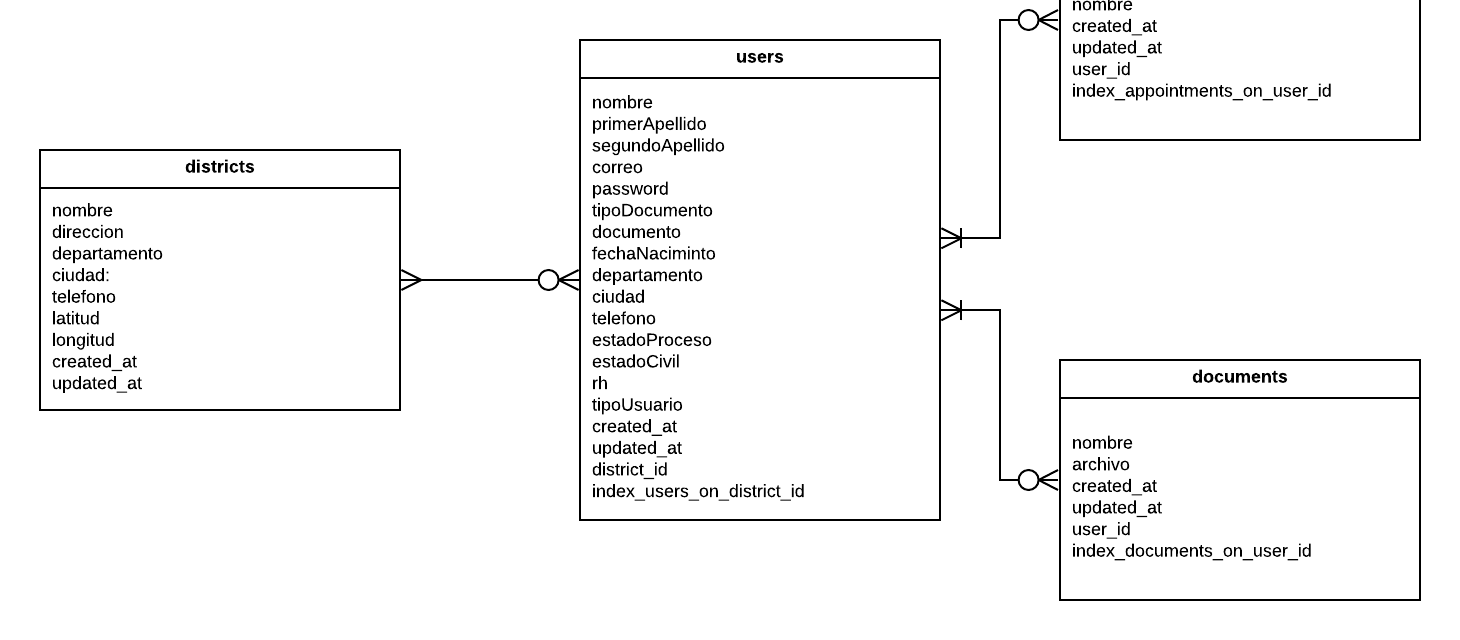 districts
nombre
direccion
departamento
ciudad:
telefono
latitud
longitud
created_at
updated_at
users
nombre
primerApellido
segundoApellido
correo
password
tipoDocumento
documento
fechaNaciminto
departamento
ciudad
telefono
estadoProceso
estadoCivil
rh
tipoUsuario
created_at
updated_at
district_id
index_users_on_district_id
nombre
created_at
updated_at
user_id
index_appointments_on_user_id
documents
nombre
archivo
created_at
updated_at
user_id
index_documents_on_user_id